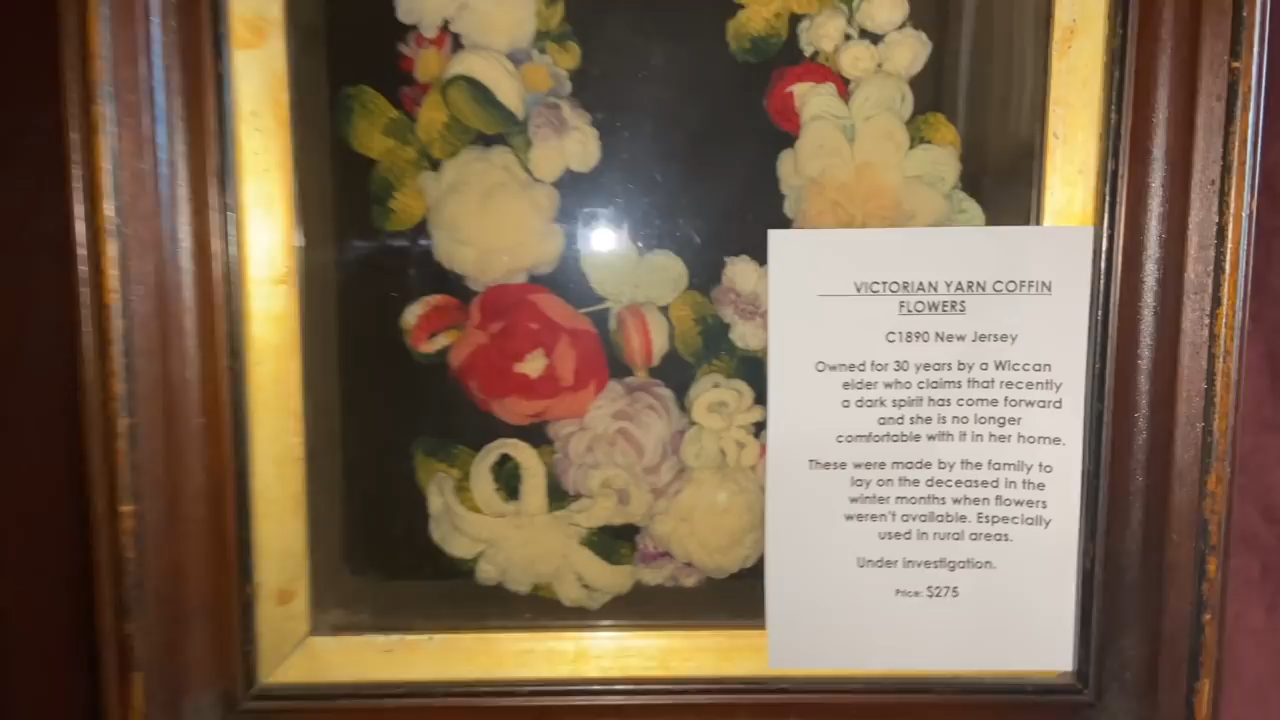 VICTORIAN YARN COFFIN
FLOWERS
C1890 New Jersey
Owned for 30 years by a Wiccan
elder who claims that recently
a dark spirit has come forward
and she is no longer
comfortable with it in her home.
These were made by the family to
lay on the deceased in the
winter months when flowers
weren't available. Especially
used in rural areas.
Under investigation.
Price: $275